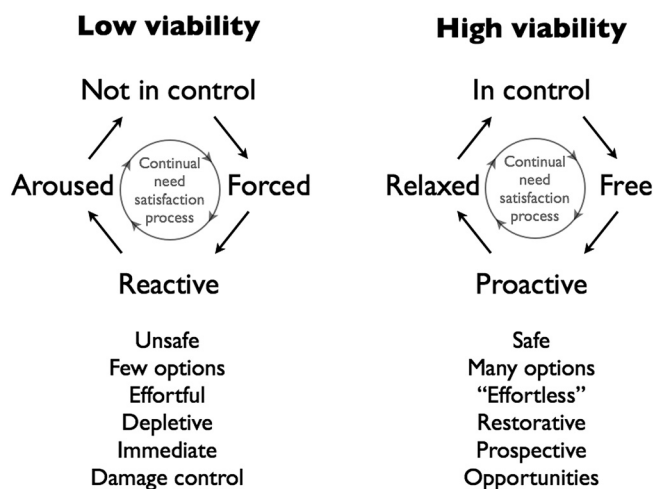 Low viability
Not in control
Aroused
Continual
need
satisfaction
process
Forced
Reactive
Unsafe
Few options
Effortful
Depletive
Immediate
Damage control
High viability
In control
Relaxed
Continual
need
satisfaction
process
Free
Proactive
Safe
Many options
“Effortless”
Restorative
Prospective
Opportunities